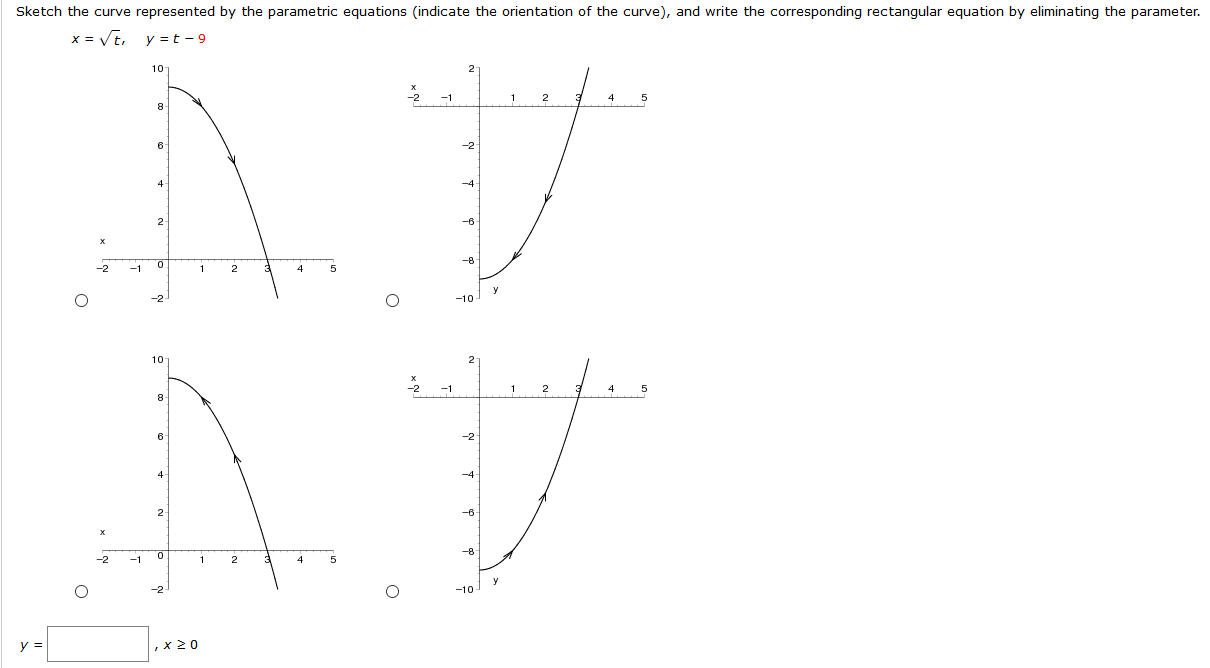 Sketch the curve represented by the parametric equations (indicate the orientation of the curve), and write the corresponding rectangular equation by eliminating the parameter.
x = √t, y = t − 9
10
8
6
4
2
x
−2 −1 0 1 2 3 4 5
−2
2
x
−2 −1 1 2 3 4 5
−2
−4
−6
−8
y
−10
10
8
6
4
2
x
−2 −1 0 1 2 3 4 5
−2
2
x
−2 −1 1 2 3 4 5
−2
−4
−6
−8
y
−10
y = , x ≥ 0